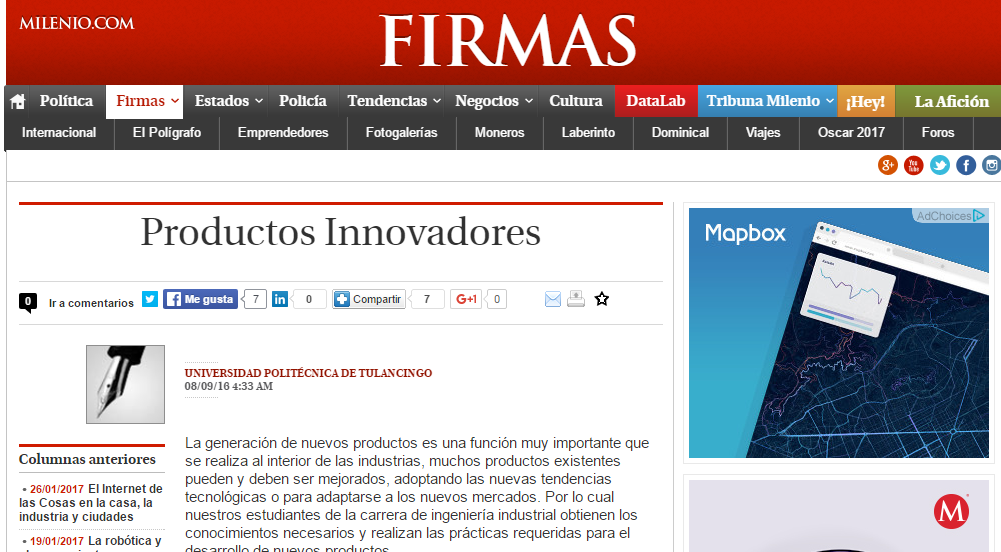 MILENIO.COM
FIRMAS
Política Firmas Estados Policía Tendencias Negocios Cultura DataLab Tribuna Milenio ¡Hey! La Afición
Internacional El Polígrafo Emprendedores Fotogalerías Moneros Laberinto Dominical Viajes Oscar 2017 Foros
g+ You Tube f
Productos Innovadores
0 Ir a comentarios f Me gusta 7 in 0 Compartir 7 G+1 0
UNIVERSIDAD POLITÉCNICA DE TULANCINGO
08/09/16 4:33 AM
La generación de nuevos productos es una función muy importante que
se realiza al interior de las industrias, muchos productos existentes
pueden y deben ser mejorados, adoptando las nuevas tendencias
tecnológicas o para adaptarse a los nuevos mercados. Por lo cual
nuestros estudiantes de la carrera de ingeniería industrial obtienen los
conocimientos necesarios y realizan las prácticas requeridas para el
desarrollo de nuevos productos.
Columnas anteriores
• 26/01/2017 El Internet de
las Cosas en la casa, la
industria y ciudades
• 19/01/2017 La robótica y
AdChoices
Mapbox
M